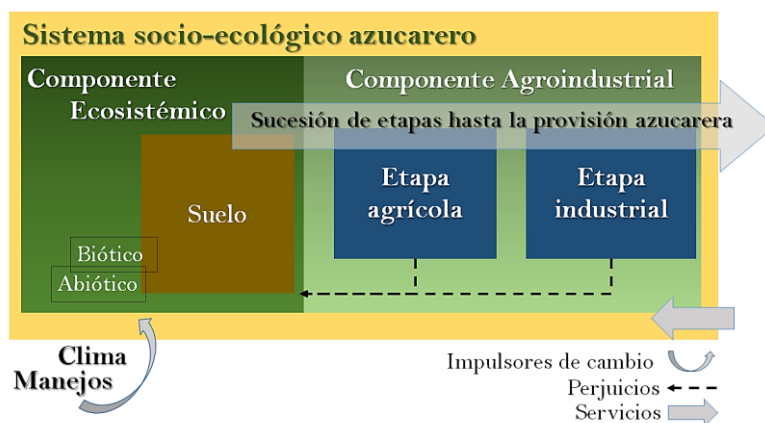 Sistema socio-ecológico azucarero
Componente
Ecosistémico
Componente Agroindustrial
Sucesión de etapas hasta la provisión azucarera
Suelo
Etapa
agrícola
Etapa
industrial
Biótico
Abiótico
Clima
Manejos
Impulsores de cambio
Perjuicios
Servicios